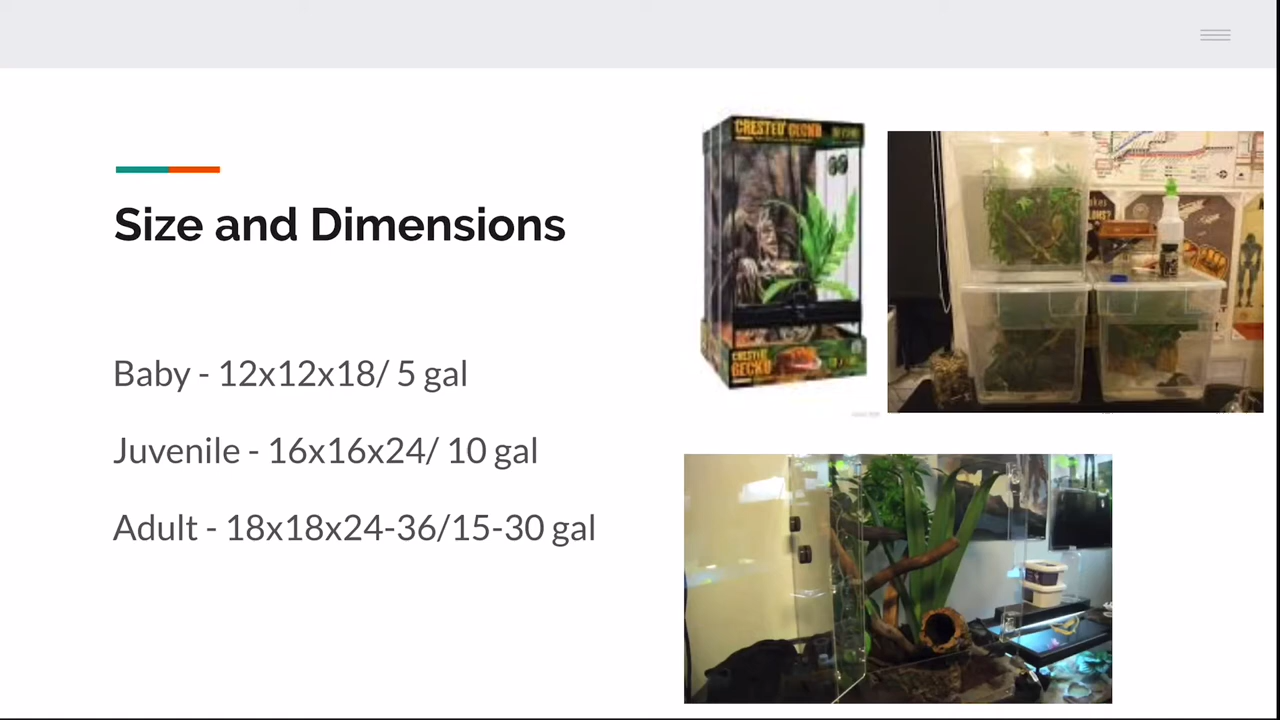 Size and Dimensions
Baby - 12x12x18/ 5 gal
Juvenile - 16x16x24/ 10 gal
Adult - 18x18x24-36/15-30 gal
CRESTED GECKO
CRESTED
GECKO